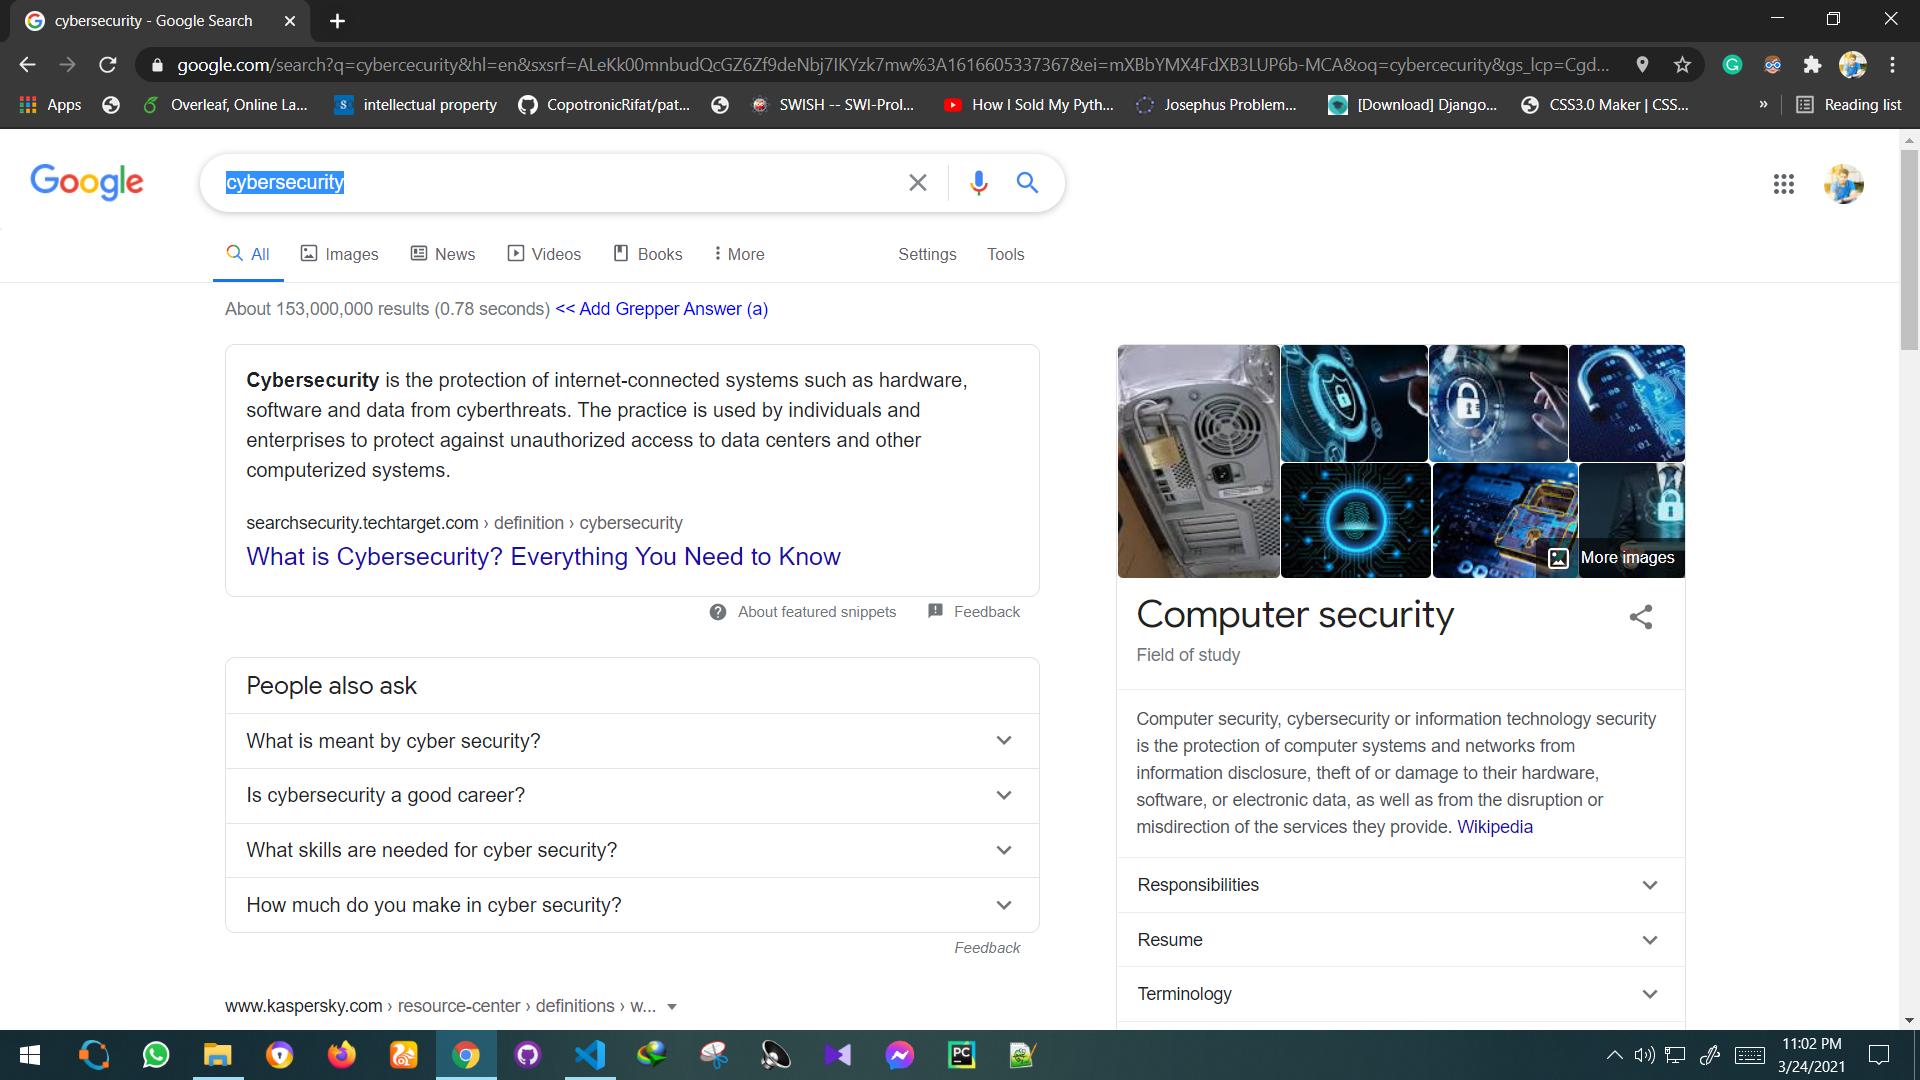 cybersecurity - Google Search
google.com/search?q=cybercecurity&hl=en&sxsrf=ALeKk00mnbudQcGZ6Zf9deNbj7IKYzk7mw%3A1616605337367&ei=mXBbYMX4FdXB3LUP6b-MCA&oq=cybercecurity&gs_lcp=Cgd...
Apps
Overleaf, Online La...
intellectual property
CopotronicRifat/pat...
SWISH -- SWI-Prol...
How I Sold My Pyth...
Josephus Problem...
[Download] Django...
CSS3.0 Maker | CSS...
»
Reading list
Google
cybersecurity
All
Images
News
Videos
Books
More
Settings
Tools
About 153,000,000 results (0.78 seconds) << Add Grepper Answer (a)
Cybersecurity is the protection of internet-connected systems such as hardware,
software and data from cyberthreats. The practice is used by individuals and
enterprises to protect against unauthorized access to data centers and other
computerized systems.
searchsecurity.techtarget.com › definition › cybersecurity
What is Cybersecurity? Everything You Need to Know
About featured snippets
Feedback
People also ask
What is meant by cyber security?
Is cybersecurity a good career?
What skills are needed for cyber security?
How much do you make in cyber security?
Feedback
www.kaspersky.com › resource-center › definitions › w...
More images
Computer security
Field of study
Computer security, cybersecurity or information technology security
is the protection of computer systems and networks from
information disclosure, theft of or damage to their hardware,
software, or electronic data, as well as from the disruption or
misdirection of the services they provide. Wikipedia
Responsibilities
Resume
Terminology
PC
11:02 PM
3/24/2021